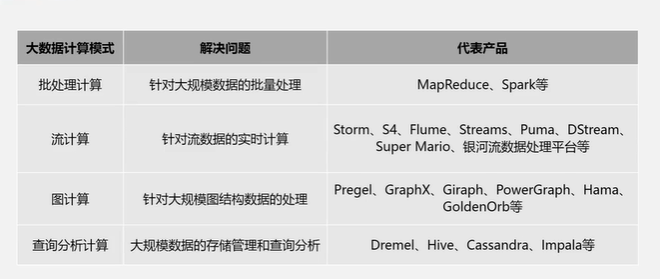 大数据计算模式 解决问题 代表产品
批处理计算 针对大规模数据的批量处理 MapReduce、Spark等
流计算 针对流数据的实时计算 Storm、S4、Flume、Streams、Puma、DStream、
Super Mario、银河流数据处理平台等
图计算 针对大规模图结构数据的处理 Pregel、GraphX、Giraph、PowerGraph、Hama、
GoldenOrb等
查询分析计算 大规模数据的存储管理和查询分析 Dremel、Hive、Cassandra、Impala等